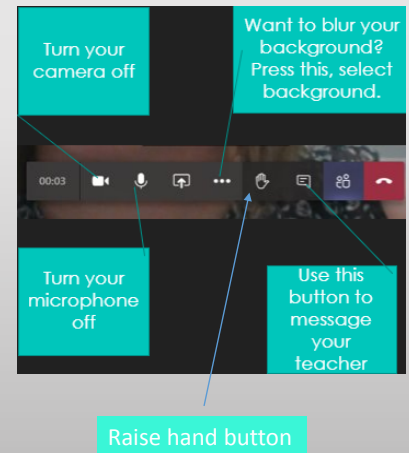 Turn your
camera off
Want to blur your
background?
Press this, select
background.
00:03
Turn your
microphone
off
Use this
button to
message
your
teacher
Raise hand button